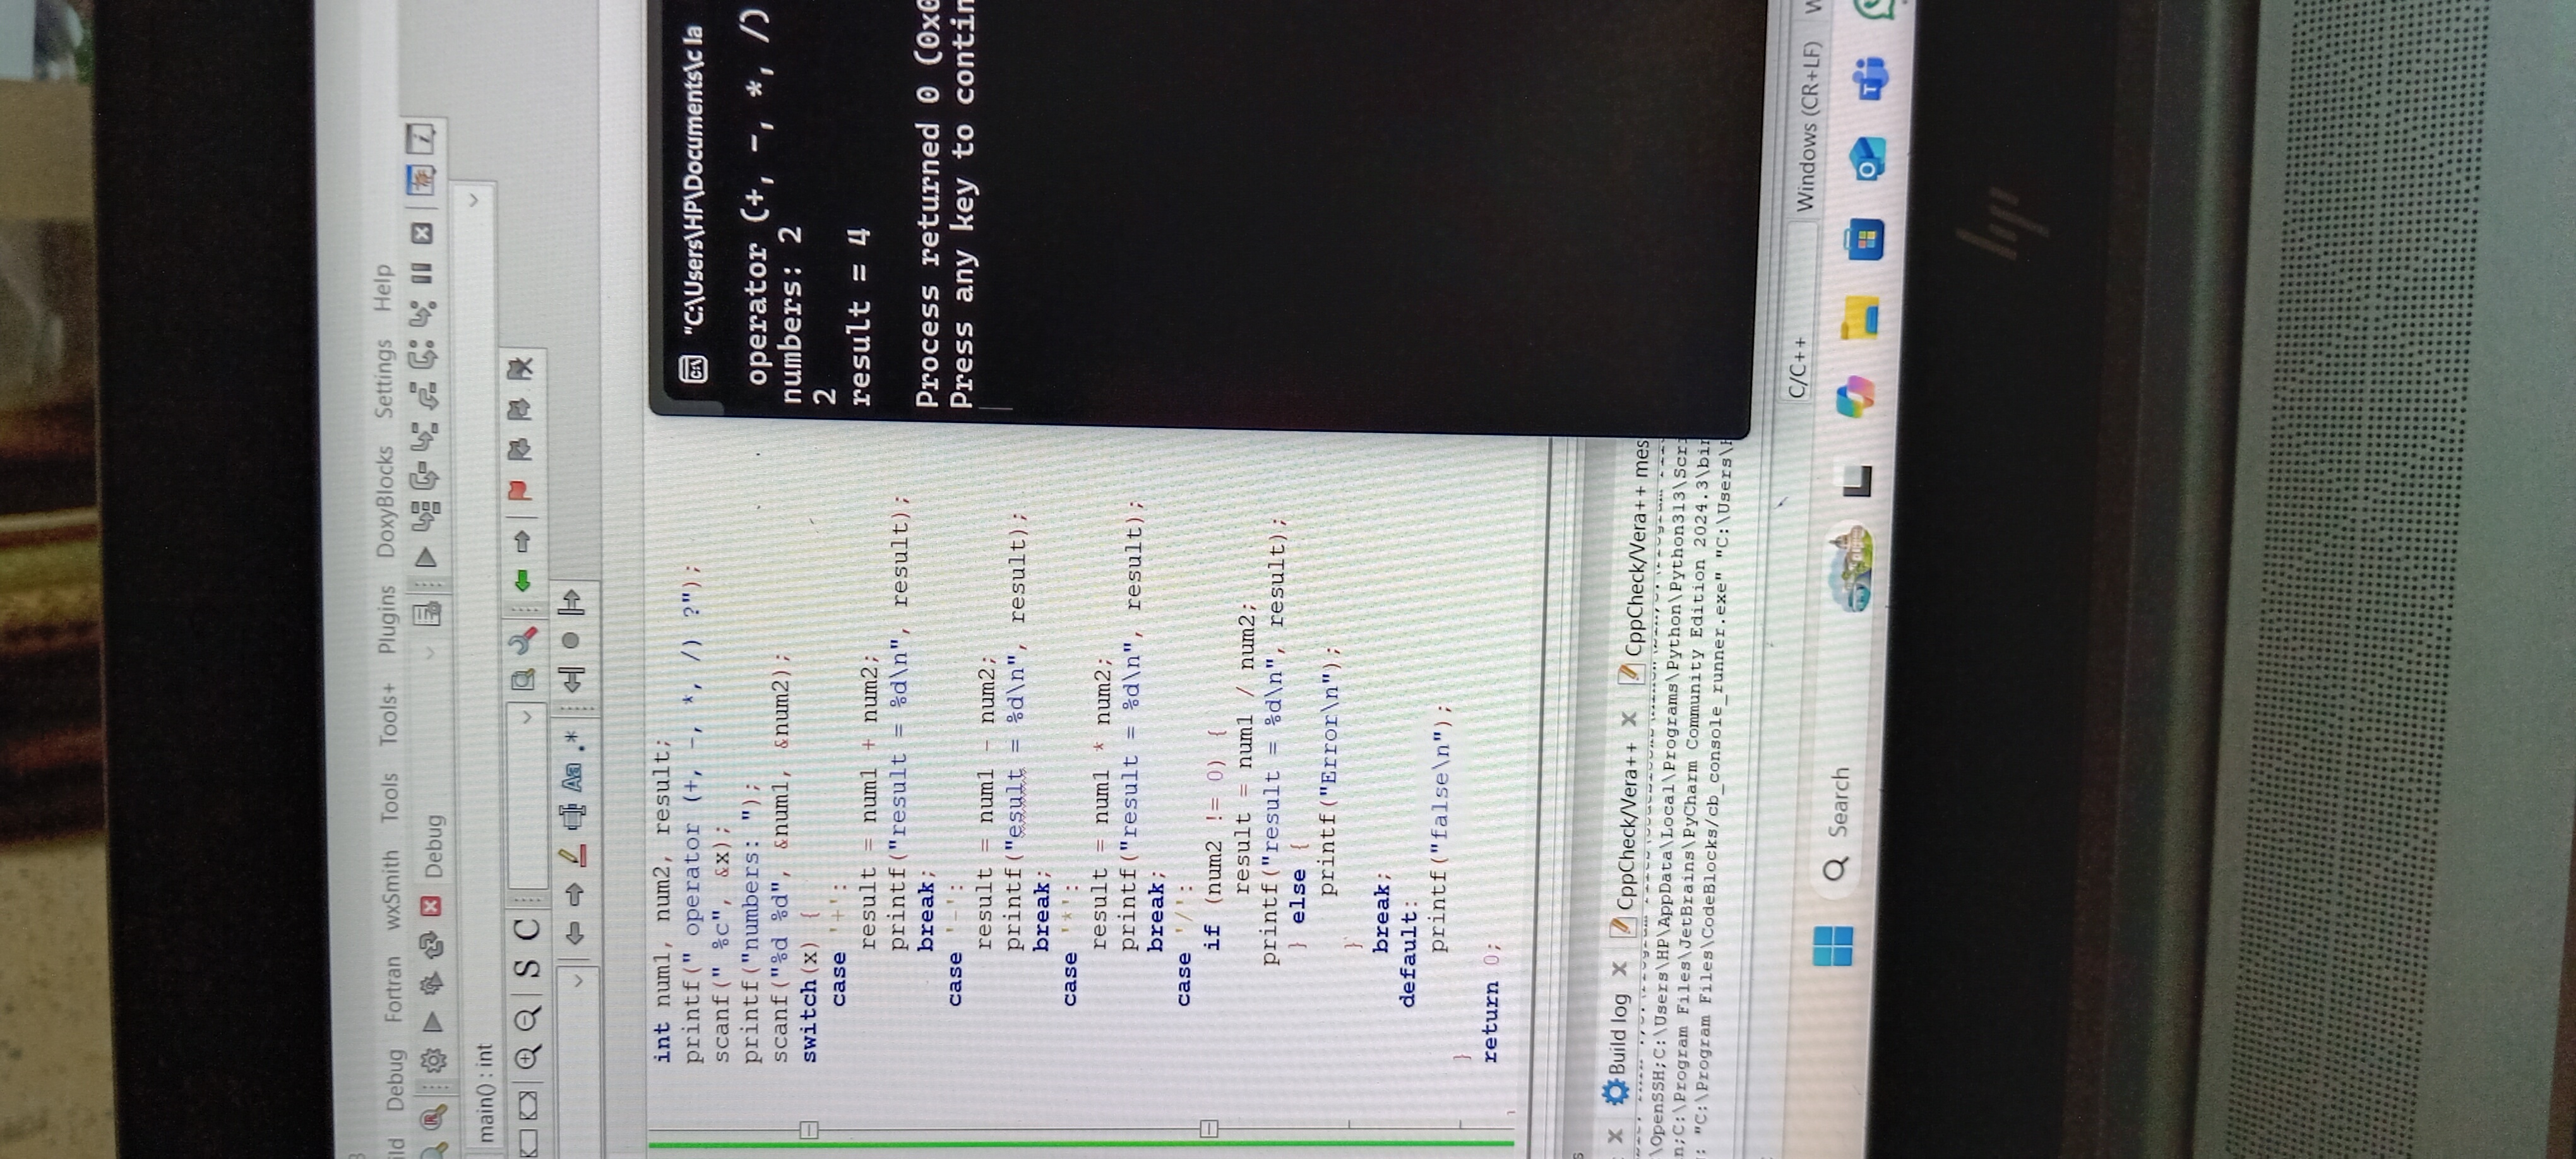 Debug Fortran wxSmith Tools Tools+ Plugins DoxyBlocks Settings Help
Debug
main() : int
S C
Aa .*
int num1, num2, result;
printf(" operator (+, -, *, /) ?");
scanf(" %c", &x);
printf("numbers: ");
scanf("%d %d", &num1, &num2);
switch(x) {
case '+':
result = num1 + num2;
printf("result = %d\n", result);
break;
case '-':
result = num1 - num2;
printf("esult = %d\n", result);
break;
case '*':
result = num1 * num2;
printf("result = %d\n", result);
break;
case '/':
if (num2 != 0) {
result = num1 / num2;
printf("result = %d\n", result);
} else {
printf("Error\n");
}
break;
default:
printf("false\n");
}
return 0;
"C:\Users\HP\Documents\c la
operator (+, -, *, /)
numbers: 2
2
result = 4
Process returned 0 (0x0
Press any key to contin
Build log X CppCheck/Vera++ X CppCheck/Vera++ mes
\OpenSSH;C:\Users\HP\AppData\Local\Programs\Python\Python313\Scri
n;C:\Program Files\JetBrains\PyCharm Community Edition 2024.3\bin
: "C:\Program Files\CodeBlocks/cb_console_runner.exe" "C:\Users\H
C/C++ Windows (CR+LF)
Search
hp